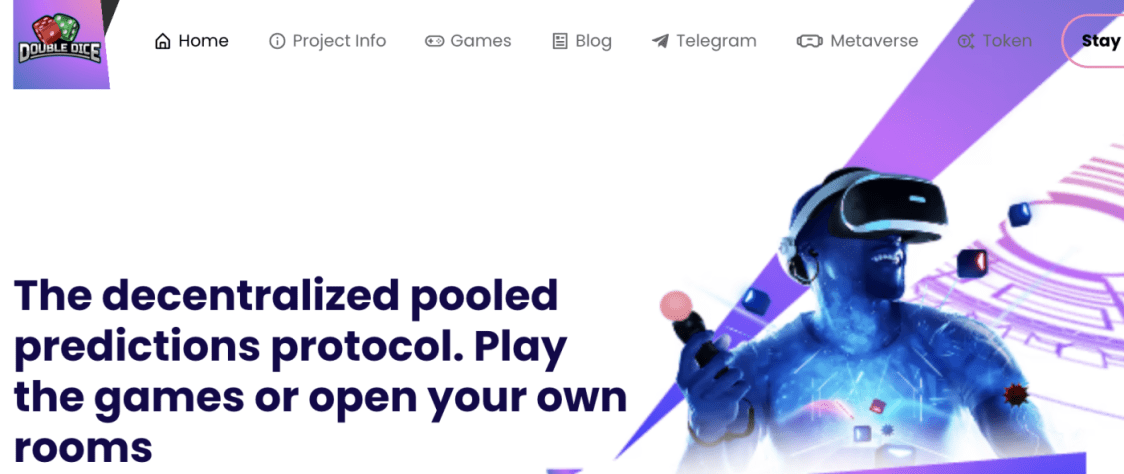 DOUBLE DICE
Home
Project Info
Games
Blog
Telegram
Metaverse
Token
Stay
The decentralized pooled
predictions protocol. Play
the games or open your own
rooms